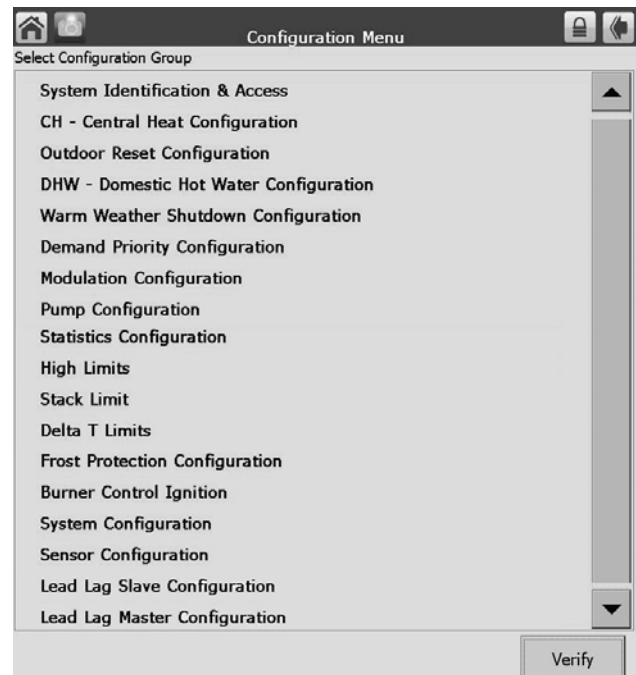 Configuration Menu
Select Configuration Group
System Identification & Access
CH - Central Heat Configuration
Outdoor Reset Configuration
DHW - Domestic Hot Water Configuration
Warm Weather Shutdown Configuration
Demand Priority Configuration
Modulation Configuration
Pump Configuration
Statistics Configuration
High Limits
Stack Limit
Delta T Limits
Frost Protection Configuration
Burner Control Ignition
System Configuration
Sensor Configuration
Lead Lag Slave Configuration
Lead Lag Master Configuration
Verify